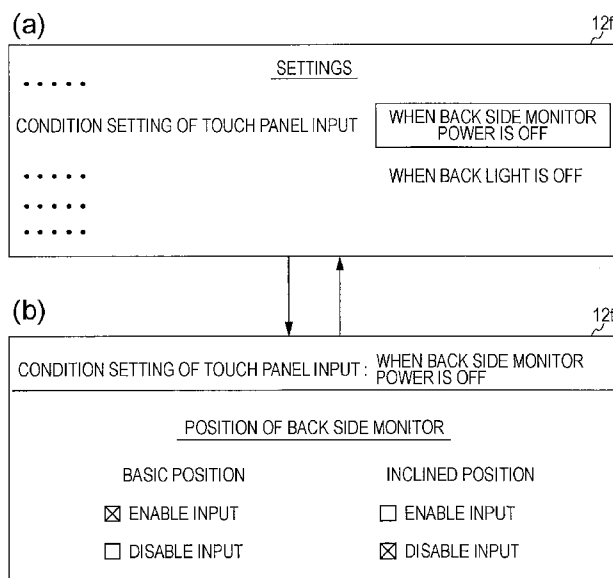 (a)
12f
SETTINGS
.....
CONDITION SETTING OF TOUCH PANEL INPUT
WHEN BACK SIDE MONITOR
POWER IS OFF
.....
WHEN BACK LIGHT IS OFF
.....
.....
(b)
12f
CONDITION SETTING OF TOUCH PANEL INPUT : WHEN BACK SIDE MONITOR
POWER IS OFF
POSITION OF BACK SIDE MONITOR
BASIC POSITION
INCLINED POSITION
☒ ENABLE INPUT
☐ ENABLE INPUT
☐ DISABLE INPUT
☒ DISABLE INPUT